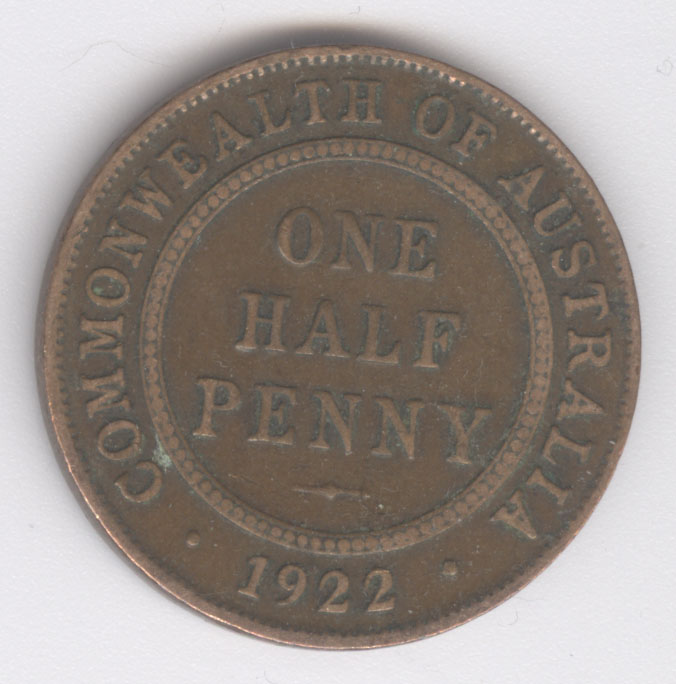 COMMONWEALTH OF AUSTRALIA
ONE
HALF
PENNY
· 1922 ·